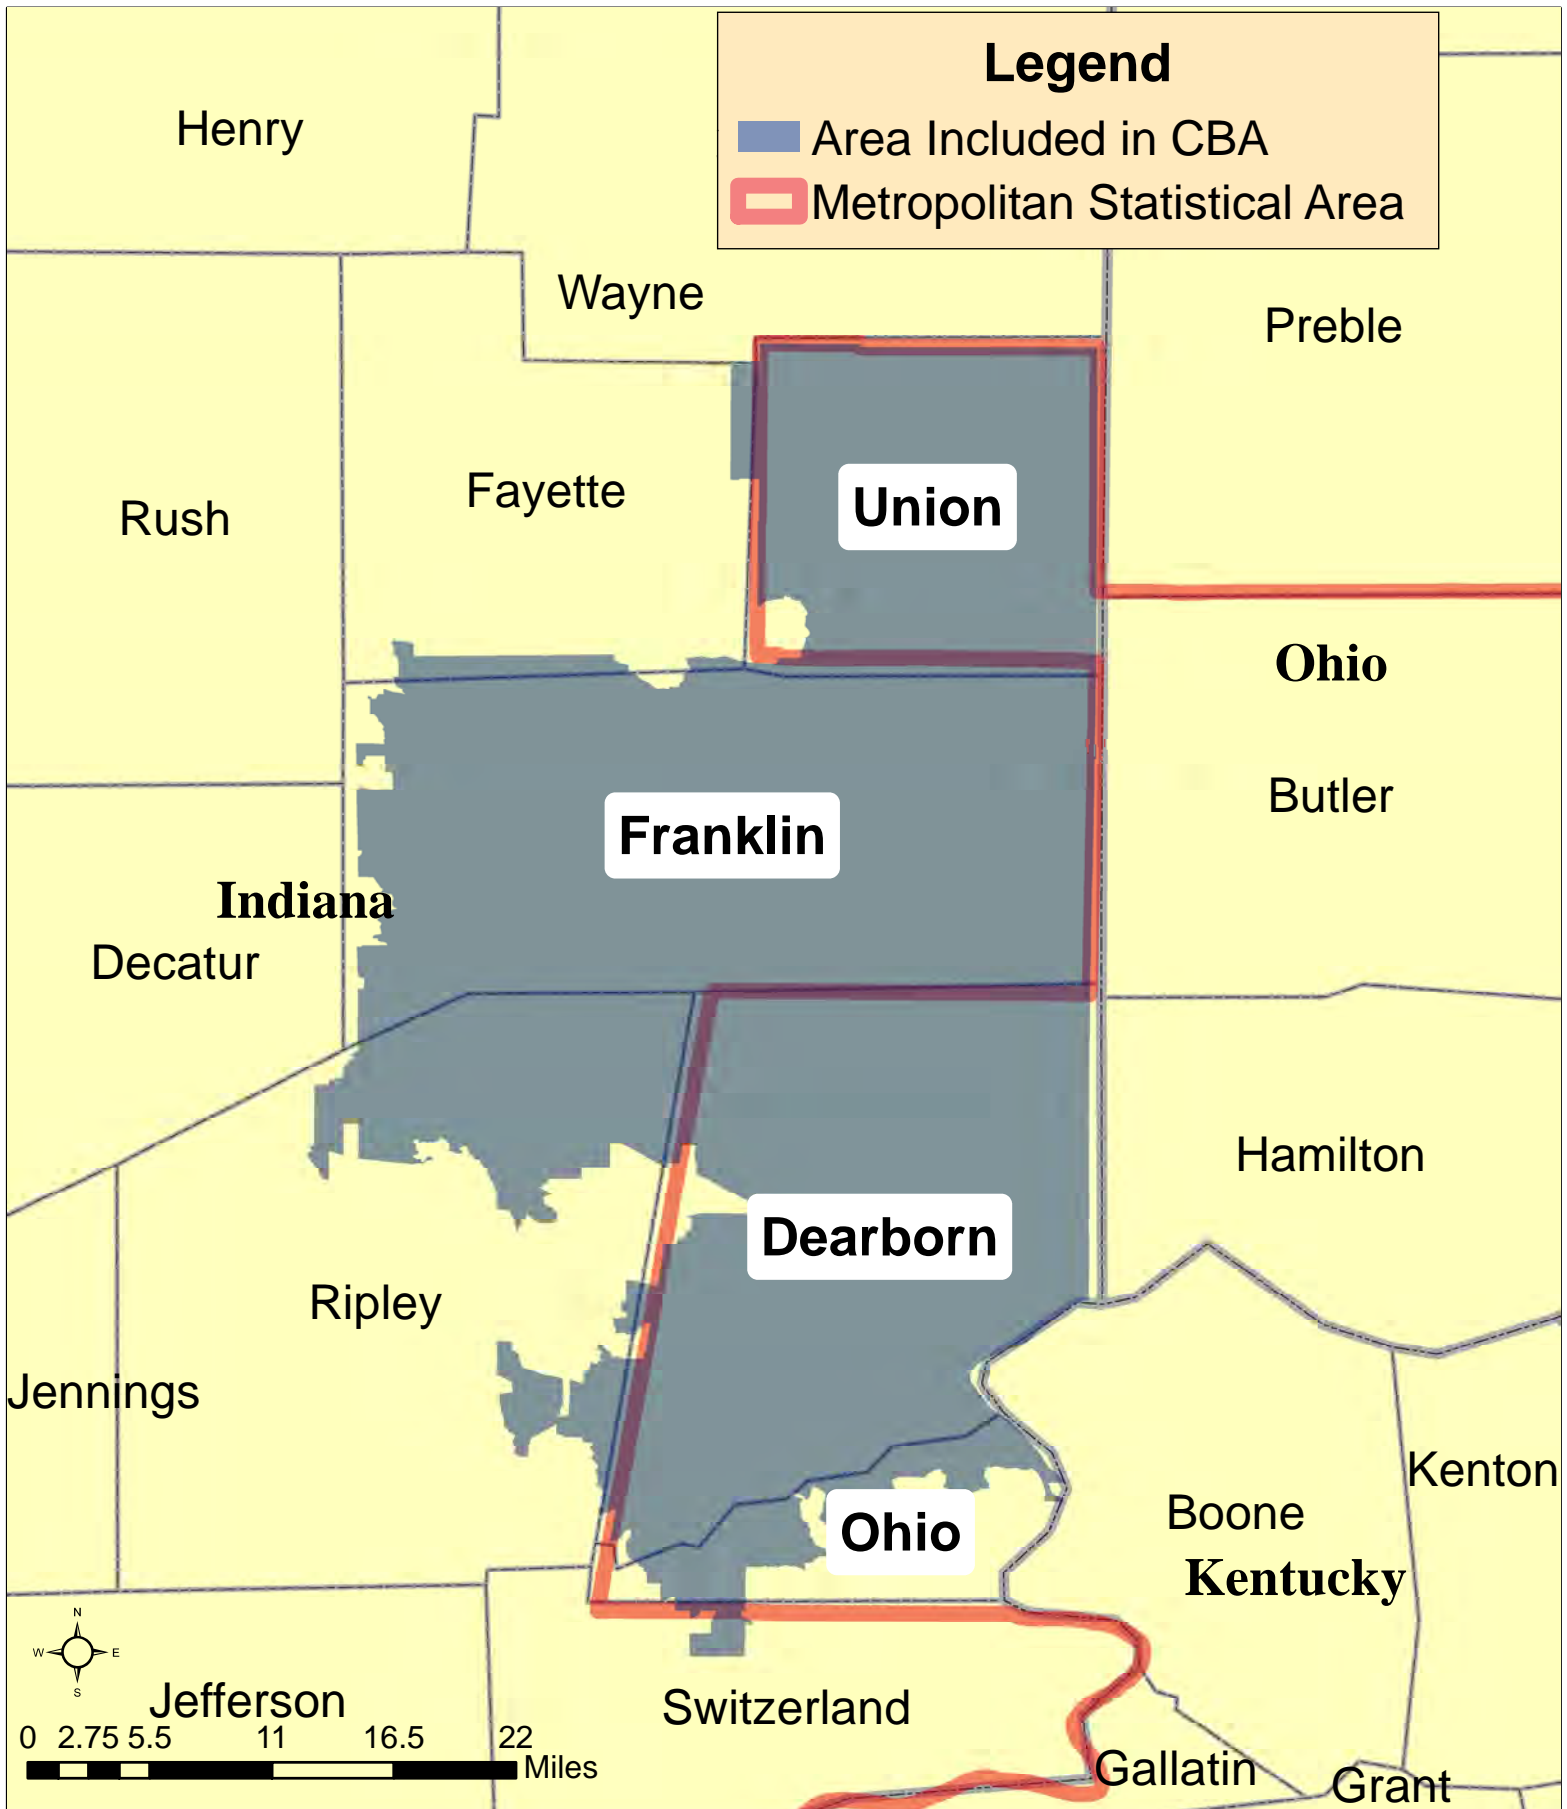 Legend
Area Included in CBA
Metropolitan Statistical Area
Henry
Wayne
Preble
Fayette
Union
Rush
Ohio
Butler
Franklin
Indiana
Decatur
Hamilton
Dearborn
Ripley
Jennings
Kenton
Boone
Ohio
Kentucky
N
W E
S
Jefferson
Switzerland
0 2.75 5.5 11 16.5 22
Miles
Gallatin
Grant